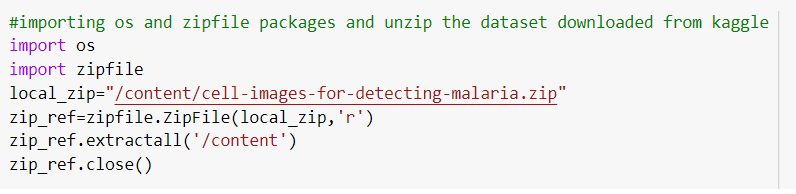 #importing os and zipfile packages and unzip the dataset downloaded from kaggle
import os
import zipfile
local_zip="/content/cell-images-for-detecting-malaria.zip"
zip_ref=zipfile.ZipFile(local_zip,'r')
zip_ref.extractall('/content')
zip_ref.close()